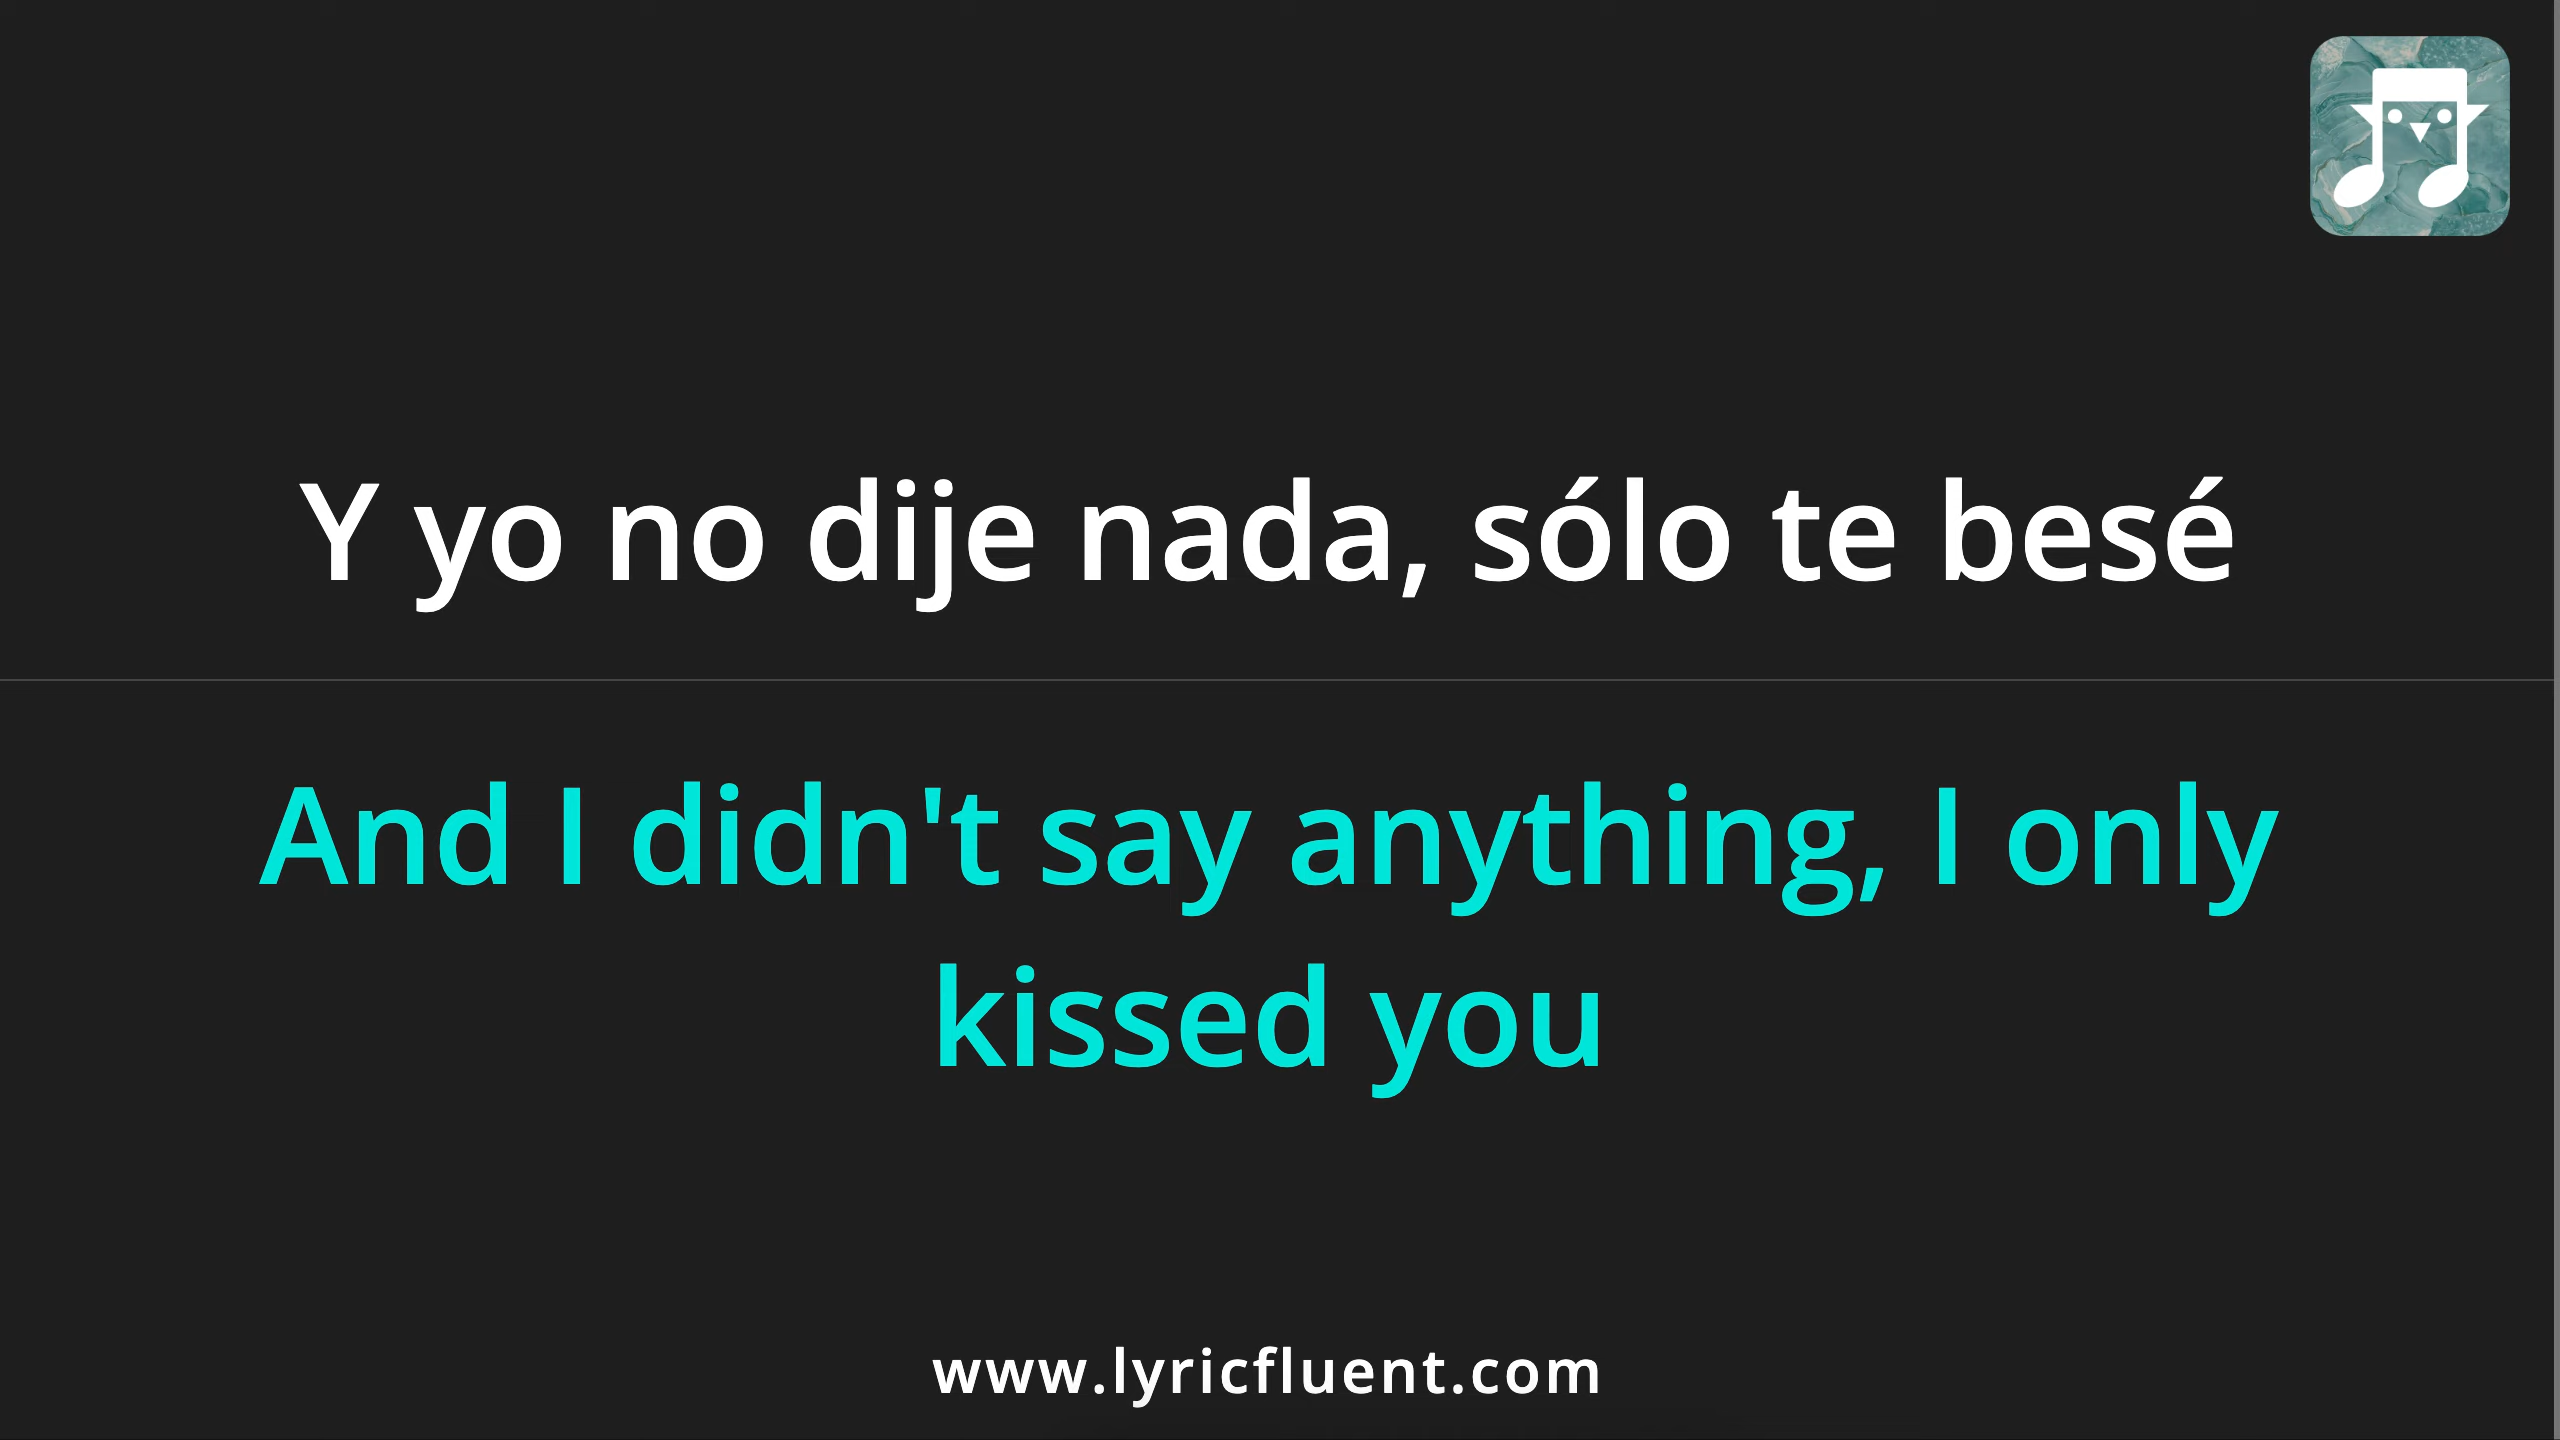 Y yo no dije nada, sólo te besé
And I didn't say anything, I only
kissed you
www.lyricfluent.com